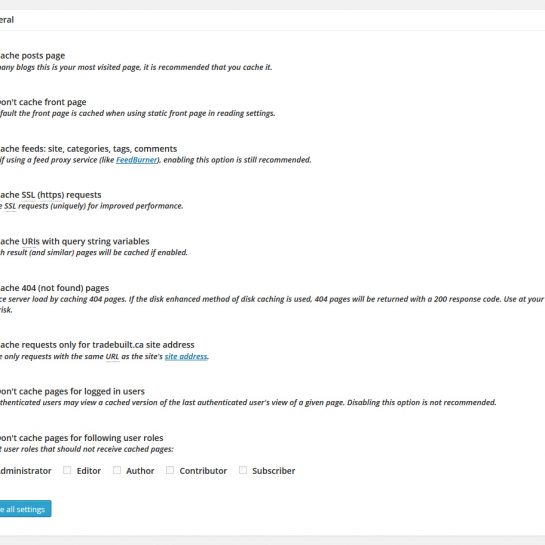 eral
ache posts page
many blogs this is your most visited page, it is recommended that you cache it.
on't cache front page
fault the front page is cached when using static front page in reading settings.
ache feeds: site, categories, tags, comments
if using a feed proxy service (like FeedBurner), enabling this option is still recommended.
ache SSL (https) requests
e SSL requests (uniquely) for improved performance.
ache URIs with query string variables
h result (and similar) pages will be cached if enabled.
ache 404 (not found) pages
ce server load by caching 404 pages. If the disk enhanced method of disk caching is used, 404 pages will be returned with a 200 response code. Use at your
risk.
ache requests only for tradebuilt.ca site address
e only requests with the same URL as the site's site address.
on't cache pages for logged in users
thenticated users may view a cached version of the last authenticated user's view of a given page. Disabling this option is not recommended.
on't cache pages for following user roles
t user roles that should not receive cached pages:
dministrator Editor Author Contributor Subscriber
e all settings